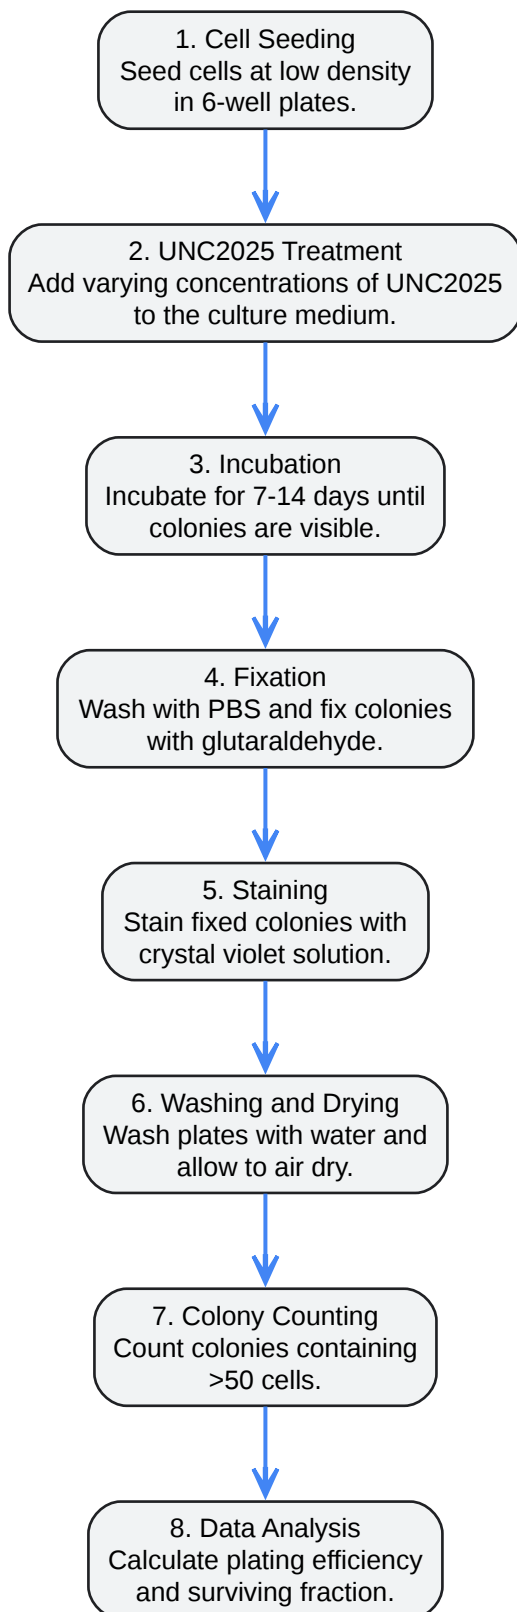 1. Cell Seeding
Seed cells at low density
in 6-well plates.
2. UNC2025 Treatment
Add varying concentrations of UNC2025
to the culture medium.
3. Incubation
Incubate for 7-14 days until
colonies are visible.
4. Fixation
Wash with PBS and fix colonies
with glutaraldehyde.
5. Staining
Stain fixed colonies with
crystal violet solution.
6. Washing and Drying
Wash plates with water and
allow to air dry.
7. Colony Counting
Count colonies containing
>50 cells.
8. Data Analysis
Calculate plating efficiency
and surviving fraction.